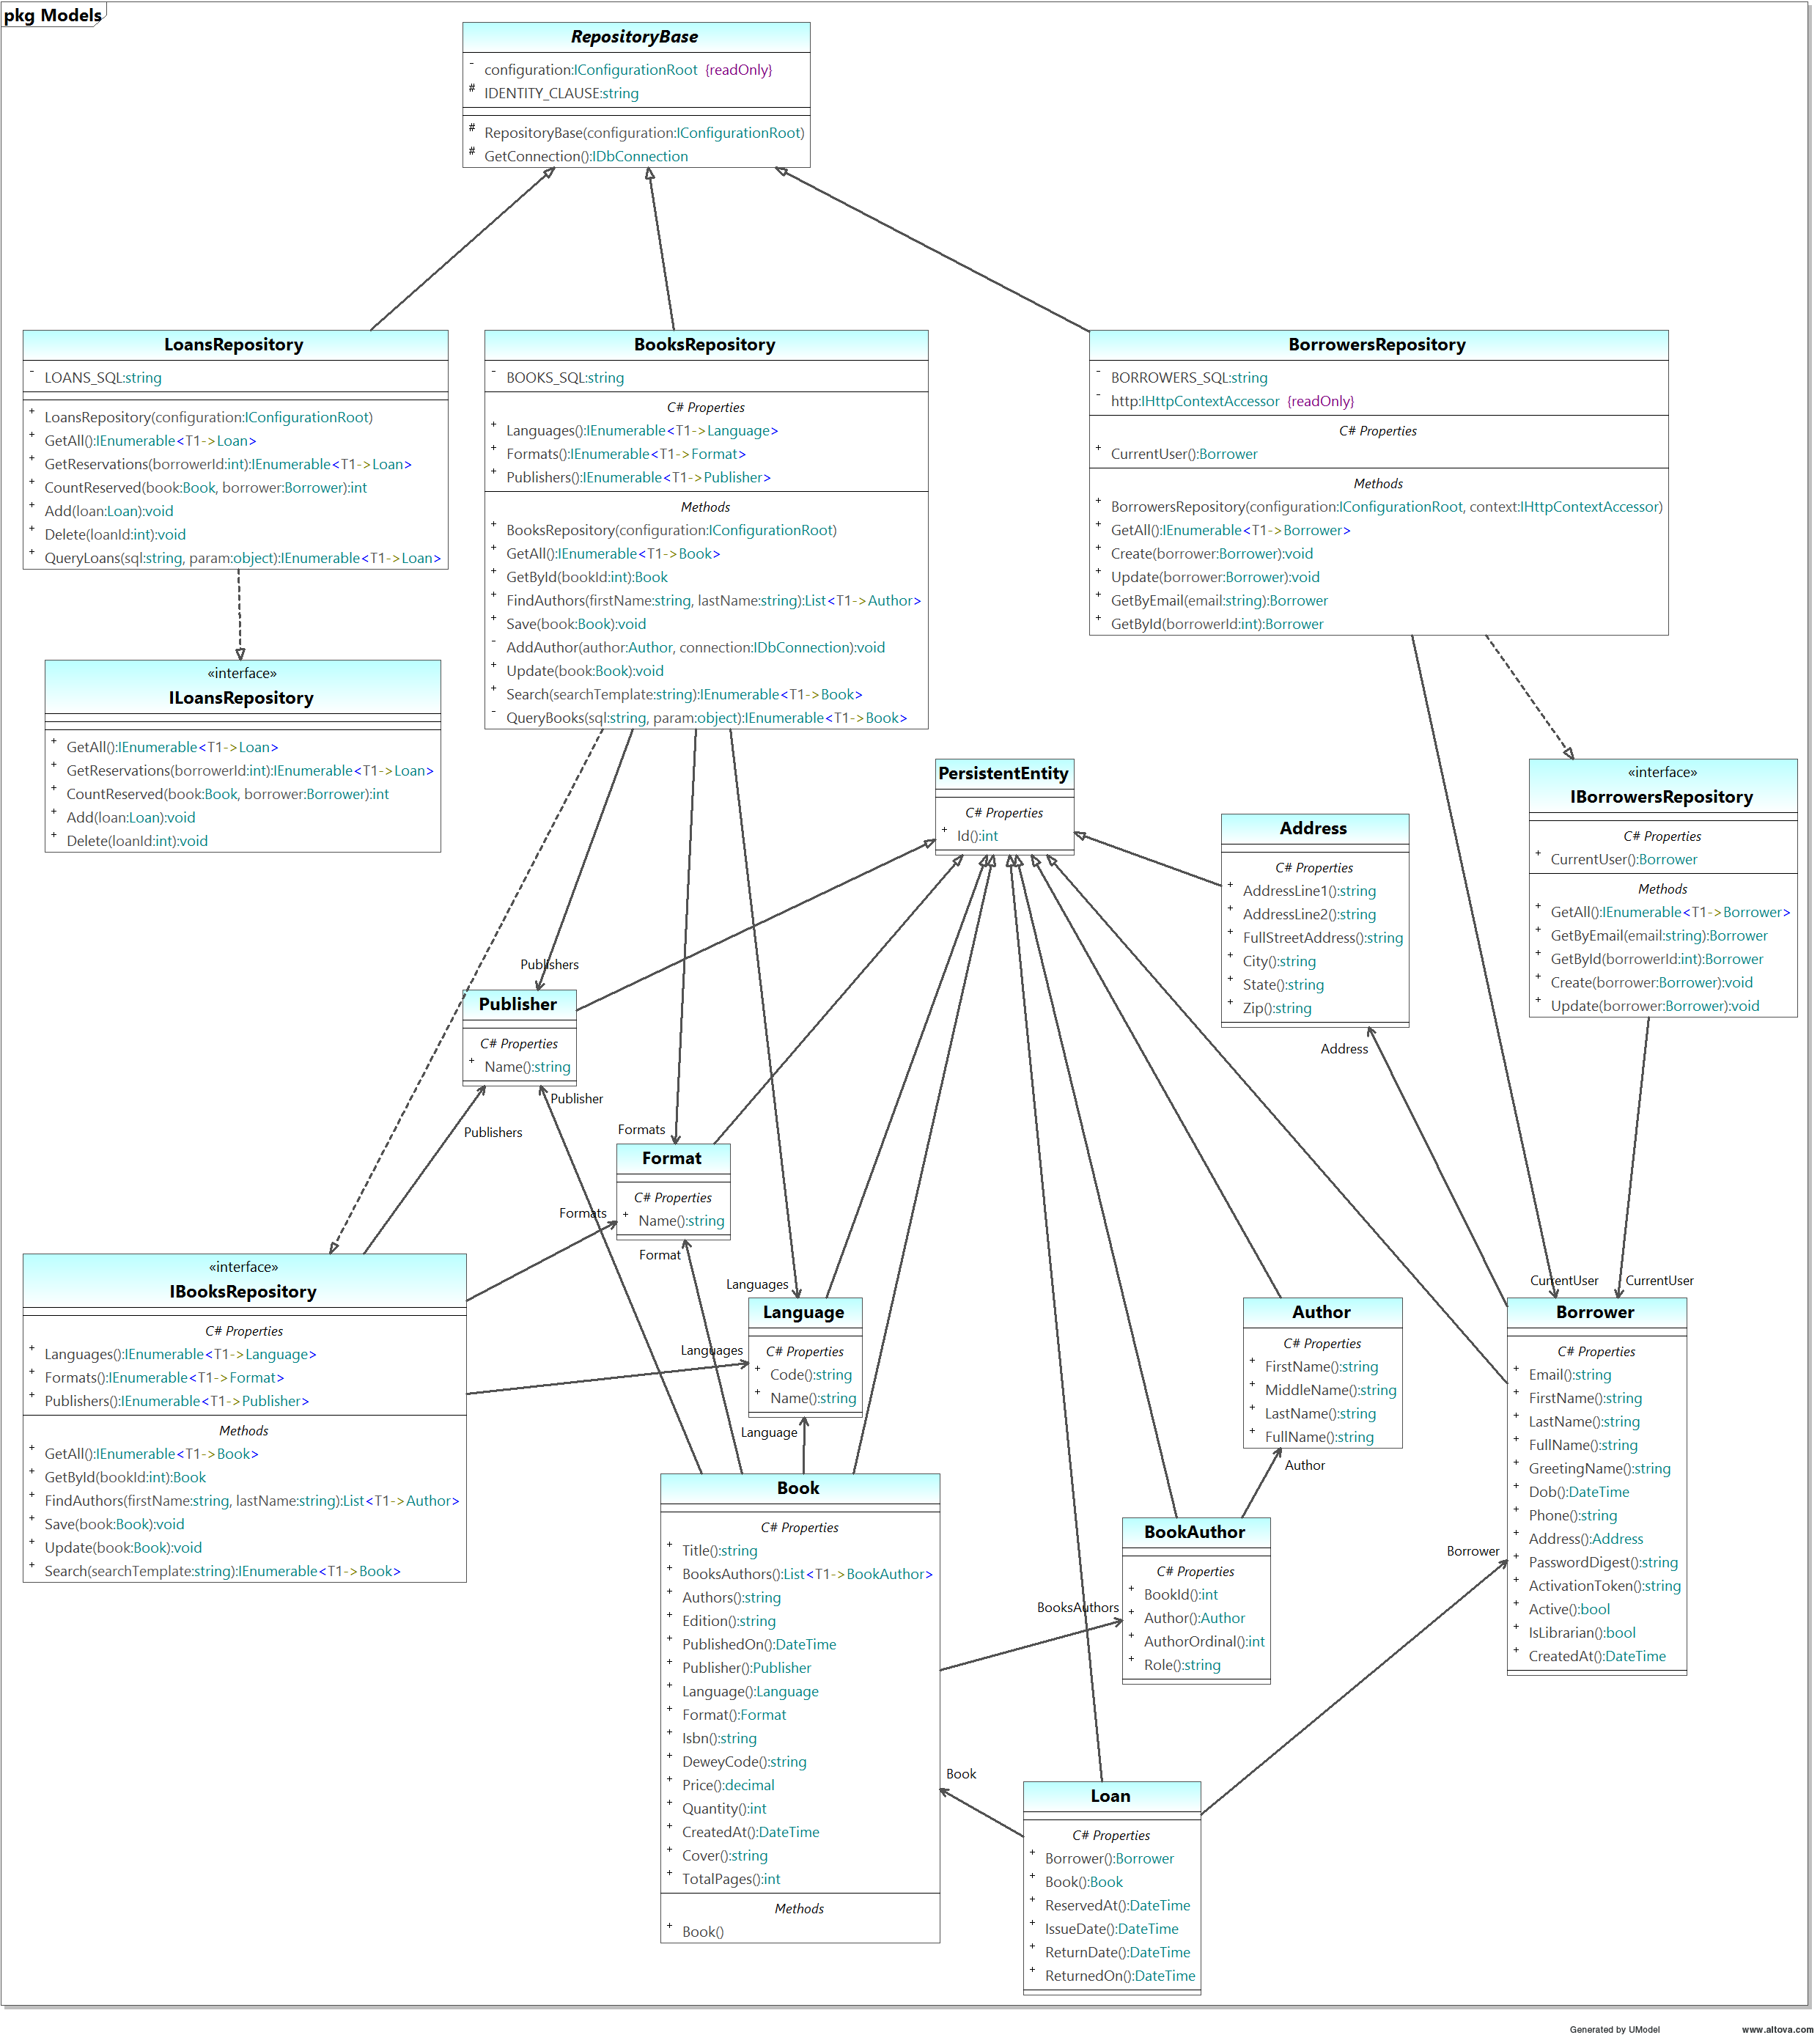 pkg Models
RepositoryBase
- configuration:IConfigurationRoot {readOnly}
# IDENTITY_CLAUSE:string
# RepositoryBase(configuration:IConfigurationRoot)
# GetConnection():IDbConnection
LoansRepository
- LOANS_SQL:string
+ LoansRepository(configuration:IConfigurationRoot)
+ GetAll():IEnumerable<T1->Loan>
+ GetReservations(borrowerId:int):IEnumerable<T1->Loan>
+ CountReserved(book:Book, borrower:Borrower):int
+ Add(loan:Loan):void
+ Delete(loanId:int):void
+ QueryLoans(sql:string, param:object):IEnumerable<T1->Loan>
BooksRepository
- BOOKS_SQL:string
C# Properties
+ Languages():IEnumerable<T1->Language>
+ Formats():IEnumerable<T1->Format>
+ Publishers():IEnumerable<T1->Publisher>
Methods
+ BooksRepository(configuration:IConfigurationRoot)
+ GetAll():IEnumerable<T1->Book>
+ GetById(bookId:int):Book
+ FindAuthors(firstName:string, lastName:string):List<T1->Author>
+ Save(book:Book):void
- AddAuthor(author:Author, connection:IDbConnection):void
+ Update(book:Book):void
+ Search(searchTemplate:string):IEnumerable<T1->Book>
- QueryBooks(sql:string, param:object):IEnumerable<T1->Book>
BorrowersRepository
- BORROWERS_SQL:string
- http:IHttpContextAccessor {readOnly}
C# Properties
+ CurrentUser():Borrower
Methods
+ BorrowersRepository(configuration:IConfigurationRoot, context:IHttpContextAccessor)
+ GetAll():IEnumerable<T1->Borrower>
+ Create(borrower:Borrower):void
+ Update(borrower:Borrower):void
+ GetByEmail(email:string):Borrower
+ GetById(borrowerId:int):Borrower
«interface»
ILoansRepository
+ GetAll():IEnumerable<T1->Loan>
+ GetReservations(borrowerId:int):IEnumerable<T1->Loan>
+ CountReserved(book:Book, borrower:Borrower):int
+ Add(loan:Loan):void
+ Delete(loanId:int):void
PersistentEntity
C# Properties
+ Id():int
Address
C# Properties
+ AddressLine1():string
+ AddressLine2():string
+ FullStreetAddress():string
+ City():string
+ State():string
+ Zip():string
Address
«interface»
IBorrowersRepository
C# Properties
+ CurrentUser():Borrower
Methods
+ GetAll():IEnumerable<T1->Borrower>
+ GetByEmail(email:string):Borrower
+ GetById(borrowerId:int):Borrower
+ Create(borrower:Borrower):void
+ Update(borrower:Borrower):void
Publishers
Publisher
C# Properties
+ Name():string
Publisher
Publishers
Formats
Format
C# Properties
+ Name():string
Formats
Format
«interface»
IBooksRepository
C# Properties
+ Languages():IEnumerable<T1->Language>
+ Formats():IEnumerable<T1->Format>
+ Publishers():IEnumerable<T1->Publisher>
Methods
+ GetAll():IEnumerable<T1->Book>
+ GetById(bookId:int):Book
+ FindAuthors(firstName:string, lastName:string):List<T1->Author>
+ Save(book:Book):void
+ Update(book:Book):void
+ Search(searchTemplate:string):IEnumerable<T1->Book>
Languages
Language
C# Properties
+ Code():string
+ Name():string
Languages
Language
Author
C# Properties
+ FirstName():string
+ MiddleName():string
+ LastName():string
+ FullName():string
Author
CurrentUser
CurrentUser
Borrower
C# Properties
+ Email():string
+ FirstName():string
+ LastName():string
+ FullName():string
+ GreetingName():string
+ Dob():DateTime
+ Phone():string
+ Address():Address
+ PasswordDigest():string
+ ActivationToken():string
+ Active():bool
+ IsLibrarian():bool
+ CreatedAt():DateTime
Borrower
Book
C# Properties
+ Title():string
+ BooksAuthors():List<T1->BookAuthor>
+ Authors():string
+ Edition():string
+ PublishedOn():DateTime
+ Publisher():Publisher
+ Language():Language
+ Format():Format
+ Isbn():string
+ DeweyCode():string
+ Price():decimal
+ Quantity():int
+ CreatedAt():DateTime
+ Cover():string
+ TotalPages():int
Methods
+ Book()
BookAuthor
C# Properties
+ BookId():int
+ Author():Author
+ AuthorOrdinal():int
+ Role():string
BooksAuthors
Book
Loan
C# Properties
+ Borrower():Borrower
+ Book():Book
+ ReservedAt():DateTime
+ IssueDate():DateTime
+ ReturnDate():DateTime
+ ReturnedOn():DateTime
Generated by UModel
www.altova.com